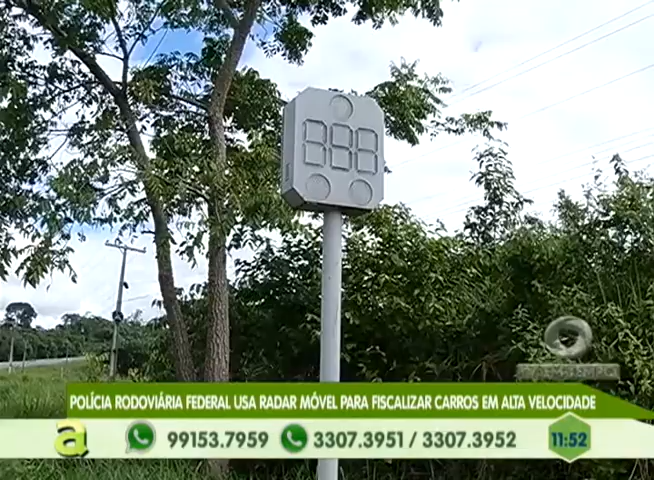 888
POLÍCIA RODOVIÁRIA FEDERAL USA RADAR MÓVEL PARA FISCALIZAR CARROS EM ALTA VELOCIDADE
a 99153.7959 3307.3951 / 3307.3952 11:52